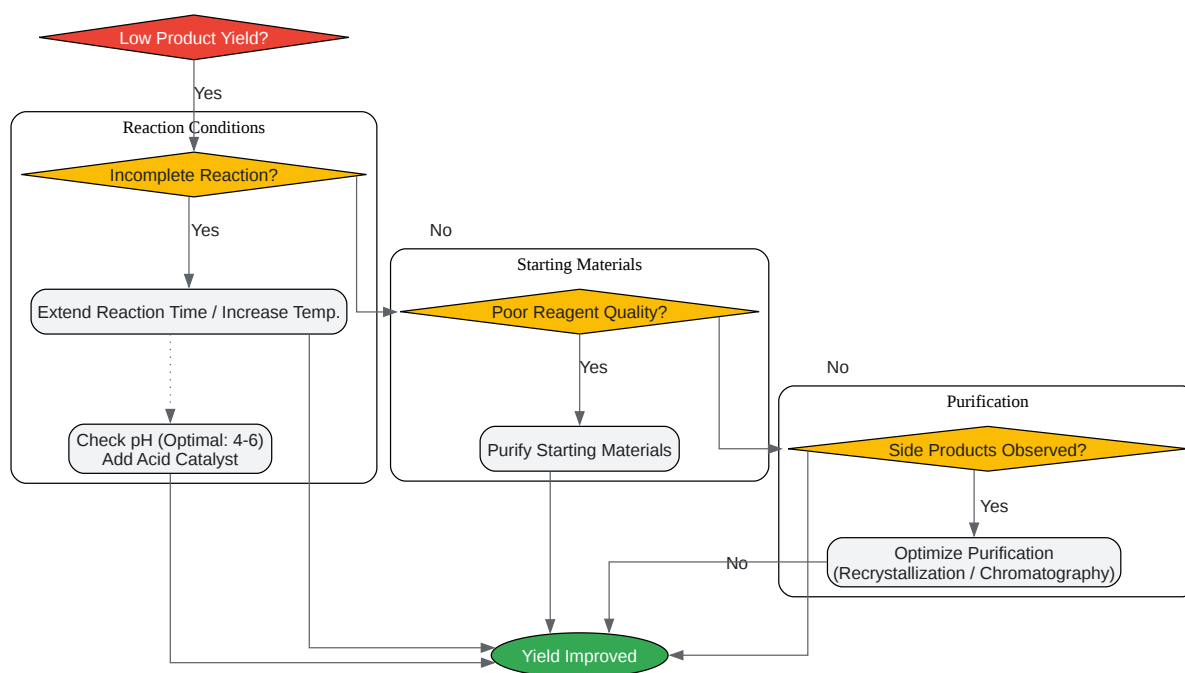 Low Product Yield?
Yes
Reaction Conditions
Incomplete Reaction?
Yes
No
Starting Materials
Extend Reaction Time / Increase Temp.
Poor Reagent Quality?
Yes
No
Purification
Check pH (Optimal: 4-6)
Add Acid Catalyst
Purify Starting Materials
Side Products Observed?
Yes
Optimize Purification
(Recrystallization / Chromatography)
No
Yield Improved